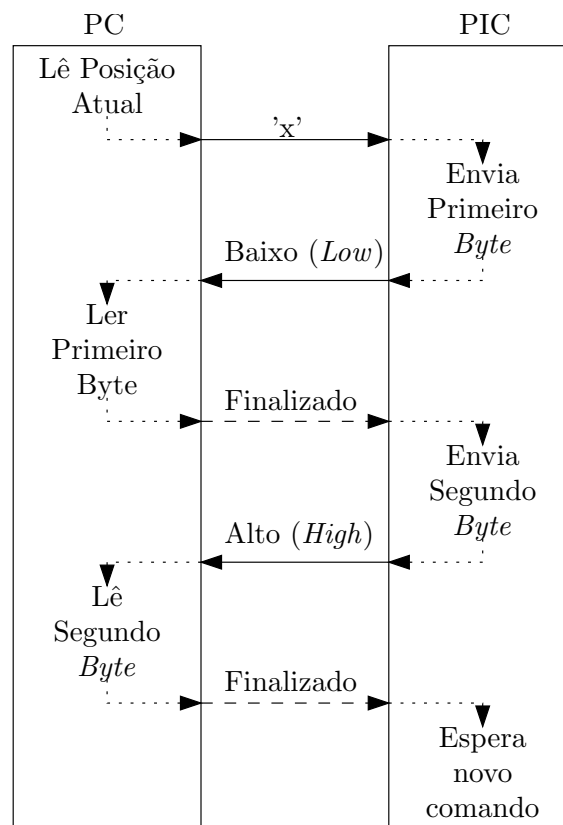 PC
PIC
Lê Posição
Atual
'x'
Envia
Primeiro
Byte
Baixo (Low)
Ler
Primeiro
Byte
Finalizado
Envia
Segundo
Byte
Alto (High)
Lê
Segundo
Byte
Finalizado
Espera
novo
comando